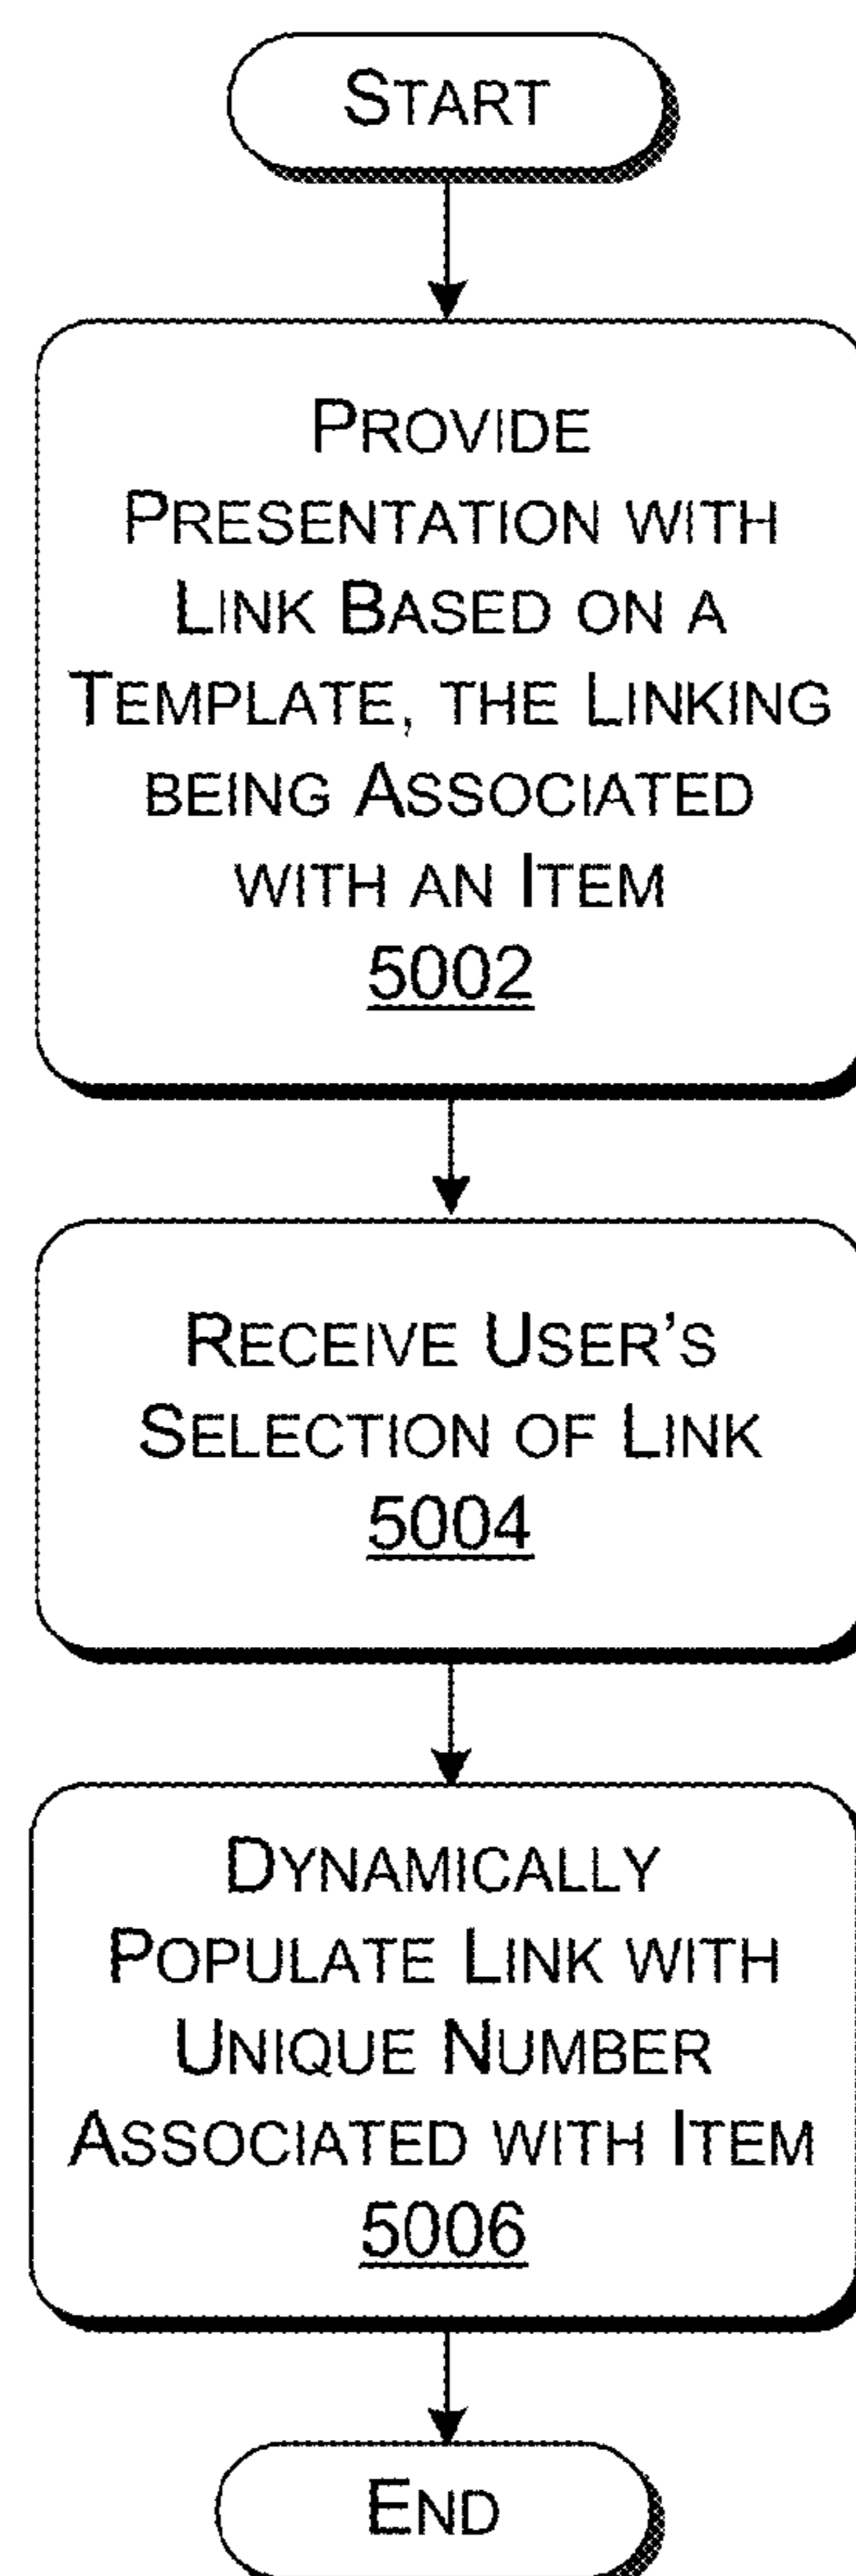 START
PROVIDE
PRESENTATION WITH
LINK BASED ON A
TEMPLATE, THE LINKING
BEING ASSOCIATED
WITH AN ITEM
5002
RECEIVE USER'S
SELECTION OF LINK
5004
DYNAMICALLY
POPULATE LINK WITH
UNIQUE NUMBER
ASSOCIATED WITH ITEM
5006
END